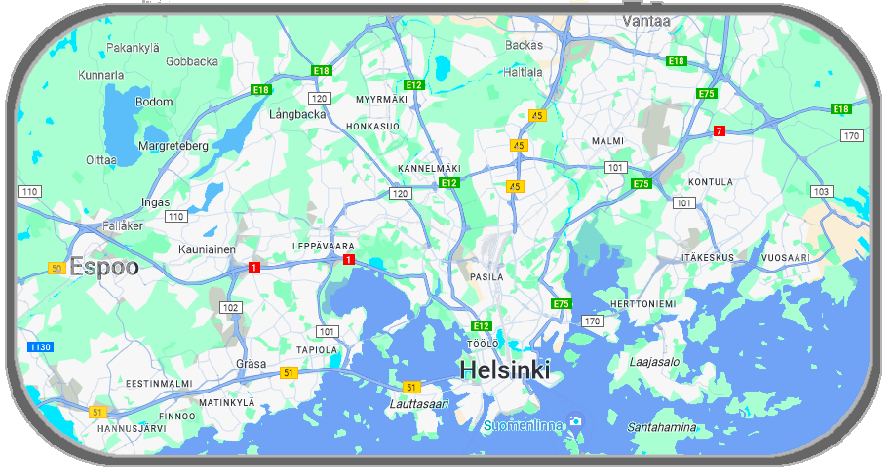 Vantaa
Pakankylä
Backas
Gobbacka
E18
E18
Kunnarla
Haltiala
E12
E18
E75
Bodom
120
MYYRMÄKI
Långbacka
45
E18
HONKASUO
7
170
Margreteberg
45
MALMI
Ottaa
KANNELMÄKI
101
E12
45
E75
KONTULA
110
120
103
Ingas
101
110
Fallåker
Kauniainen
LEPPÄVAARA
1
1
50
Espoo
PASILA
ITÄKESKUS
VUOSAARI
102
E75
HERTTONIEMI
101
E12
170
1130
TAPIOLA
TÖÖLÖ
Gräsa
Helsinki
Laajasalo
51
EESTINMALMI
51
MATINKYLÄ
Lauttasaari
51
FINNOO
HANNUSJÄRVI
Suomenlinna
Santahamina